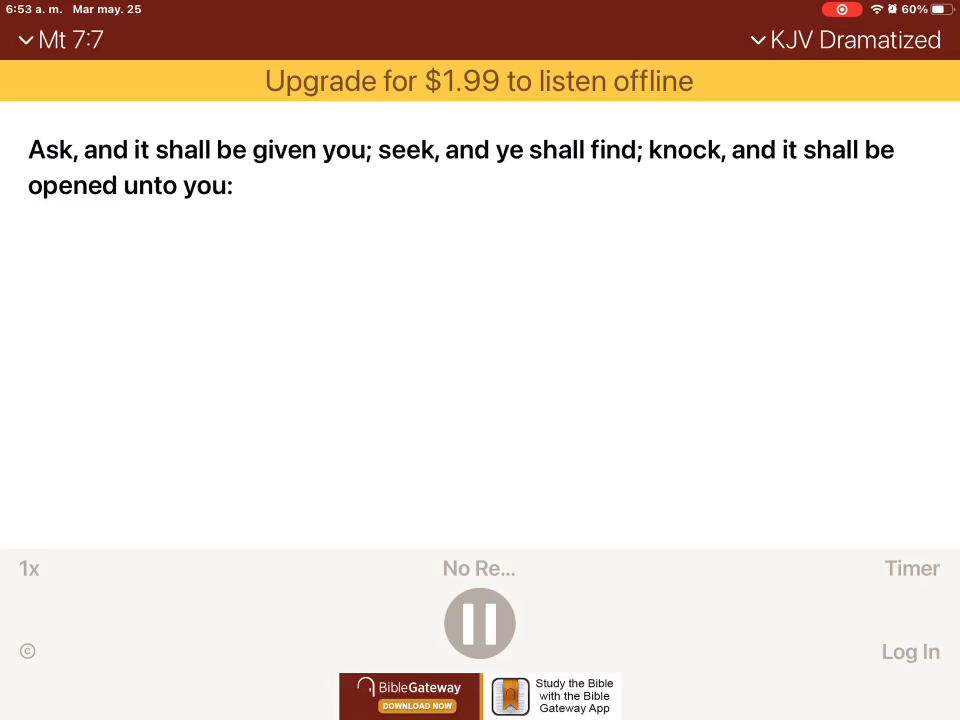 6:53 a. m. Mar may. 25 60%
Mt 7:7 KJV Dramatized
Upgrade for $1.99 to listen offline
Ask, and it shall be given you; seek, and ye shall find; knock, and it shall be
opened unto you:
1x No Re... Timer
© Log In
BibleGateway
DOWNLOAD NOW
Study the Bible
with the Bible
Gateway App